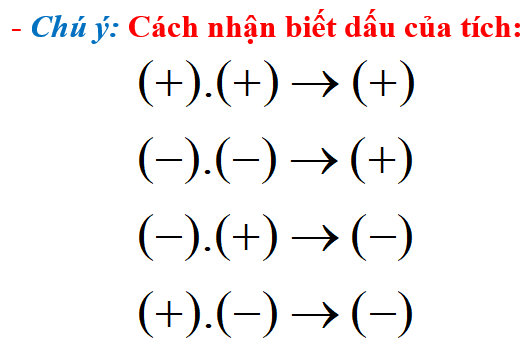 - Chú ý: Cách nhận biết dấu của tích:
(+).(+) → (+)
(−).(−) → (+)
(−).(+) → (−)
(+).(−) → (−)